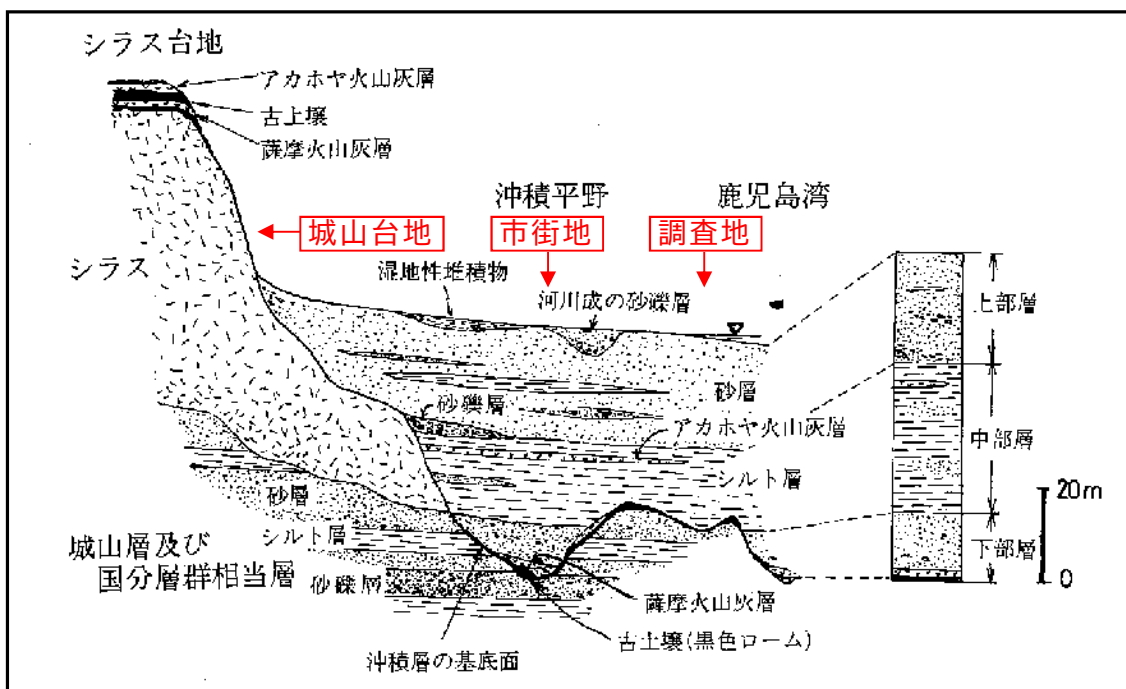 シラス台地
アカホヤ火山灰層
古土壌
薩摩火山灰層
沖積平野
鹿児島湾
城山台地
市街地
調査地
シラス
湿地性堆積物
河川成の砂礫層
上部層
砂層
砂礫層
アカホヤ火山灰層
中部層
シルト層
20m
砂層
シルト層
下部層
城山層及び
国分層群相当層
砂礫層
0
薩摩火山灰層
古土壌(黒色ローム)
沖積層の基底面